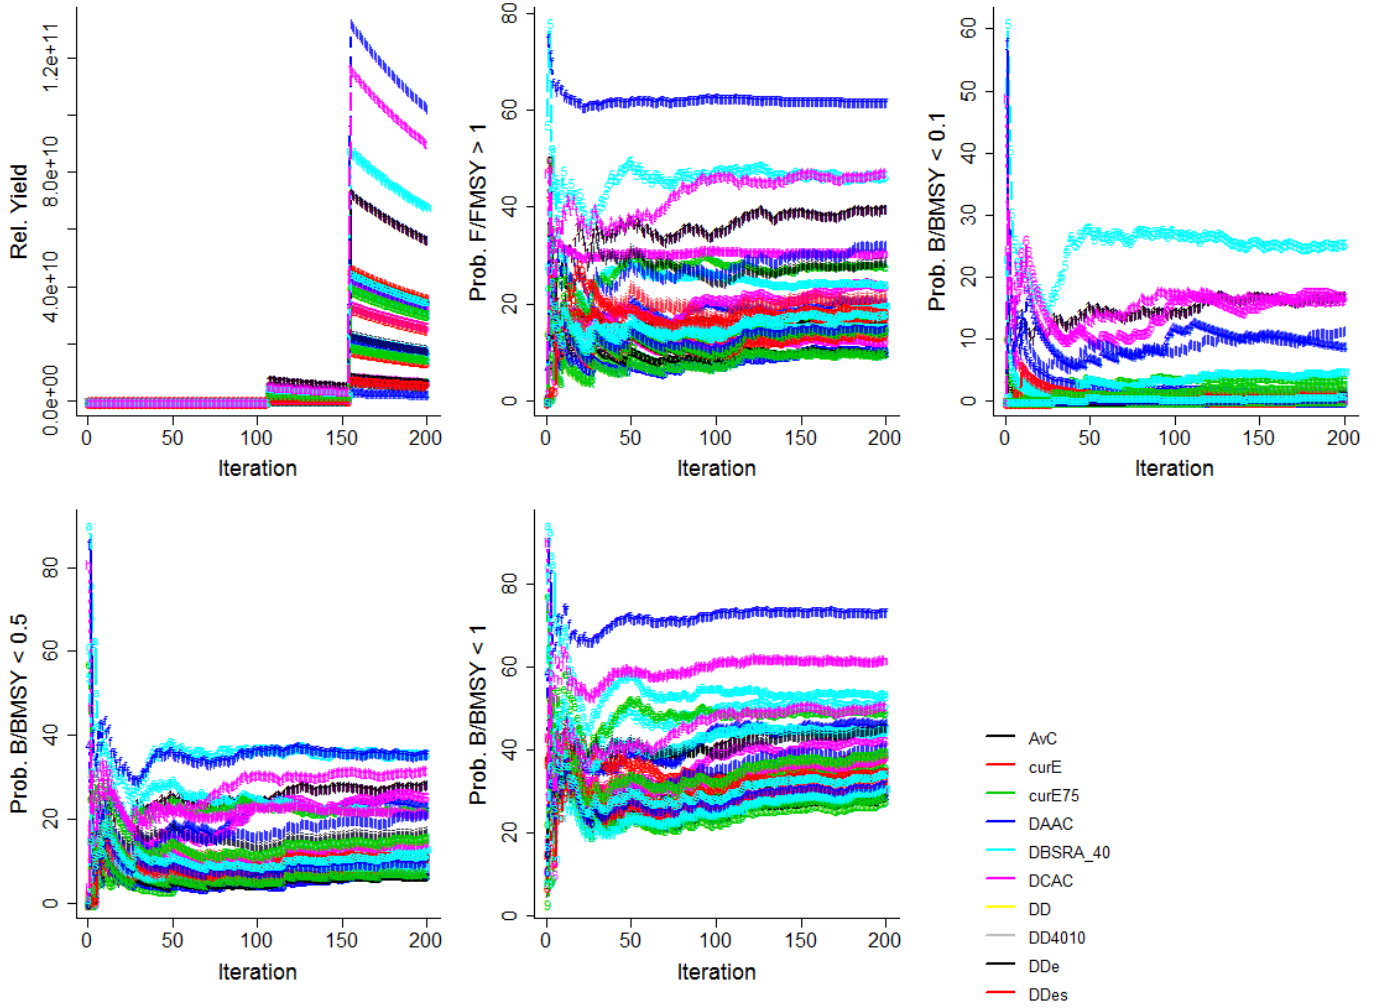 Rel. Yield
0.0e+00 4.0e+10 8.0e+10 1.2e+11
0 50 100 150 200
Iteration
Prob. F/FMSY > 1
0 20 40 60 80
0 50 100 150 200
Iteration
Prob. B/BMSY < 0.1
0 10 20 30 40 50 60
0 50 100 150 200
Iteration
Prob. B/BMSY < 0.5
0 20 40 60 80
0 50 100 150 200
Iteration
Prob. B/BMSY < 1
0 20 40 60 80
0 50 100 150 200
Iteration
AvC
curE
curE75
DAAC
DBSRA_40
DCAC
DD
DD4010
DDe
DDes